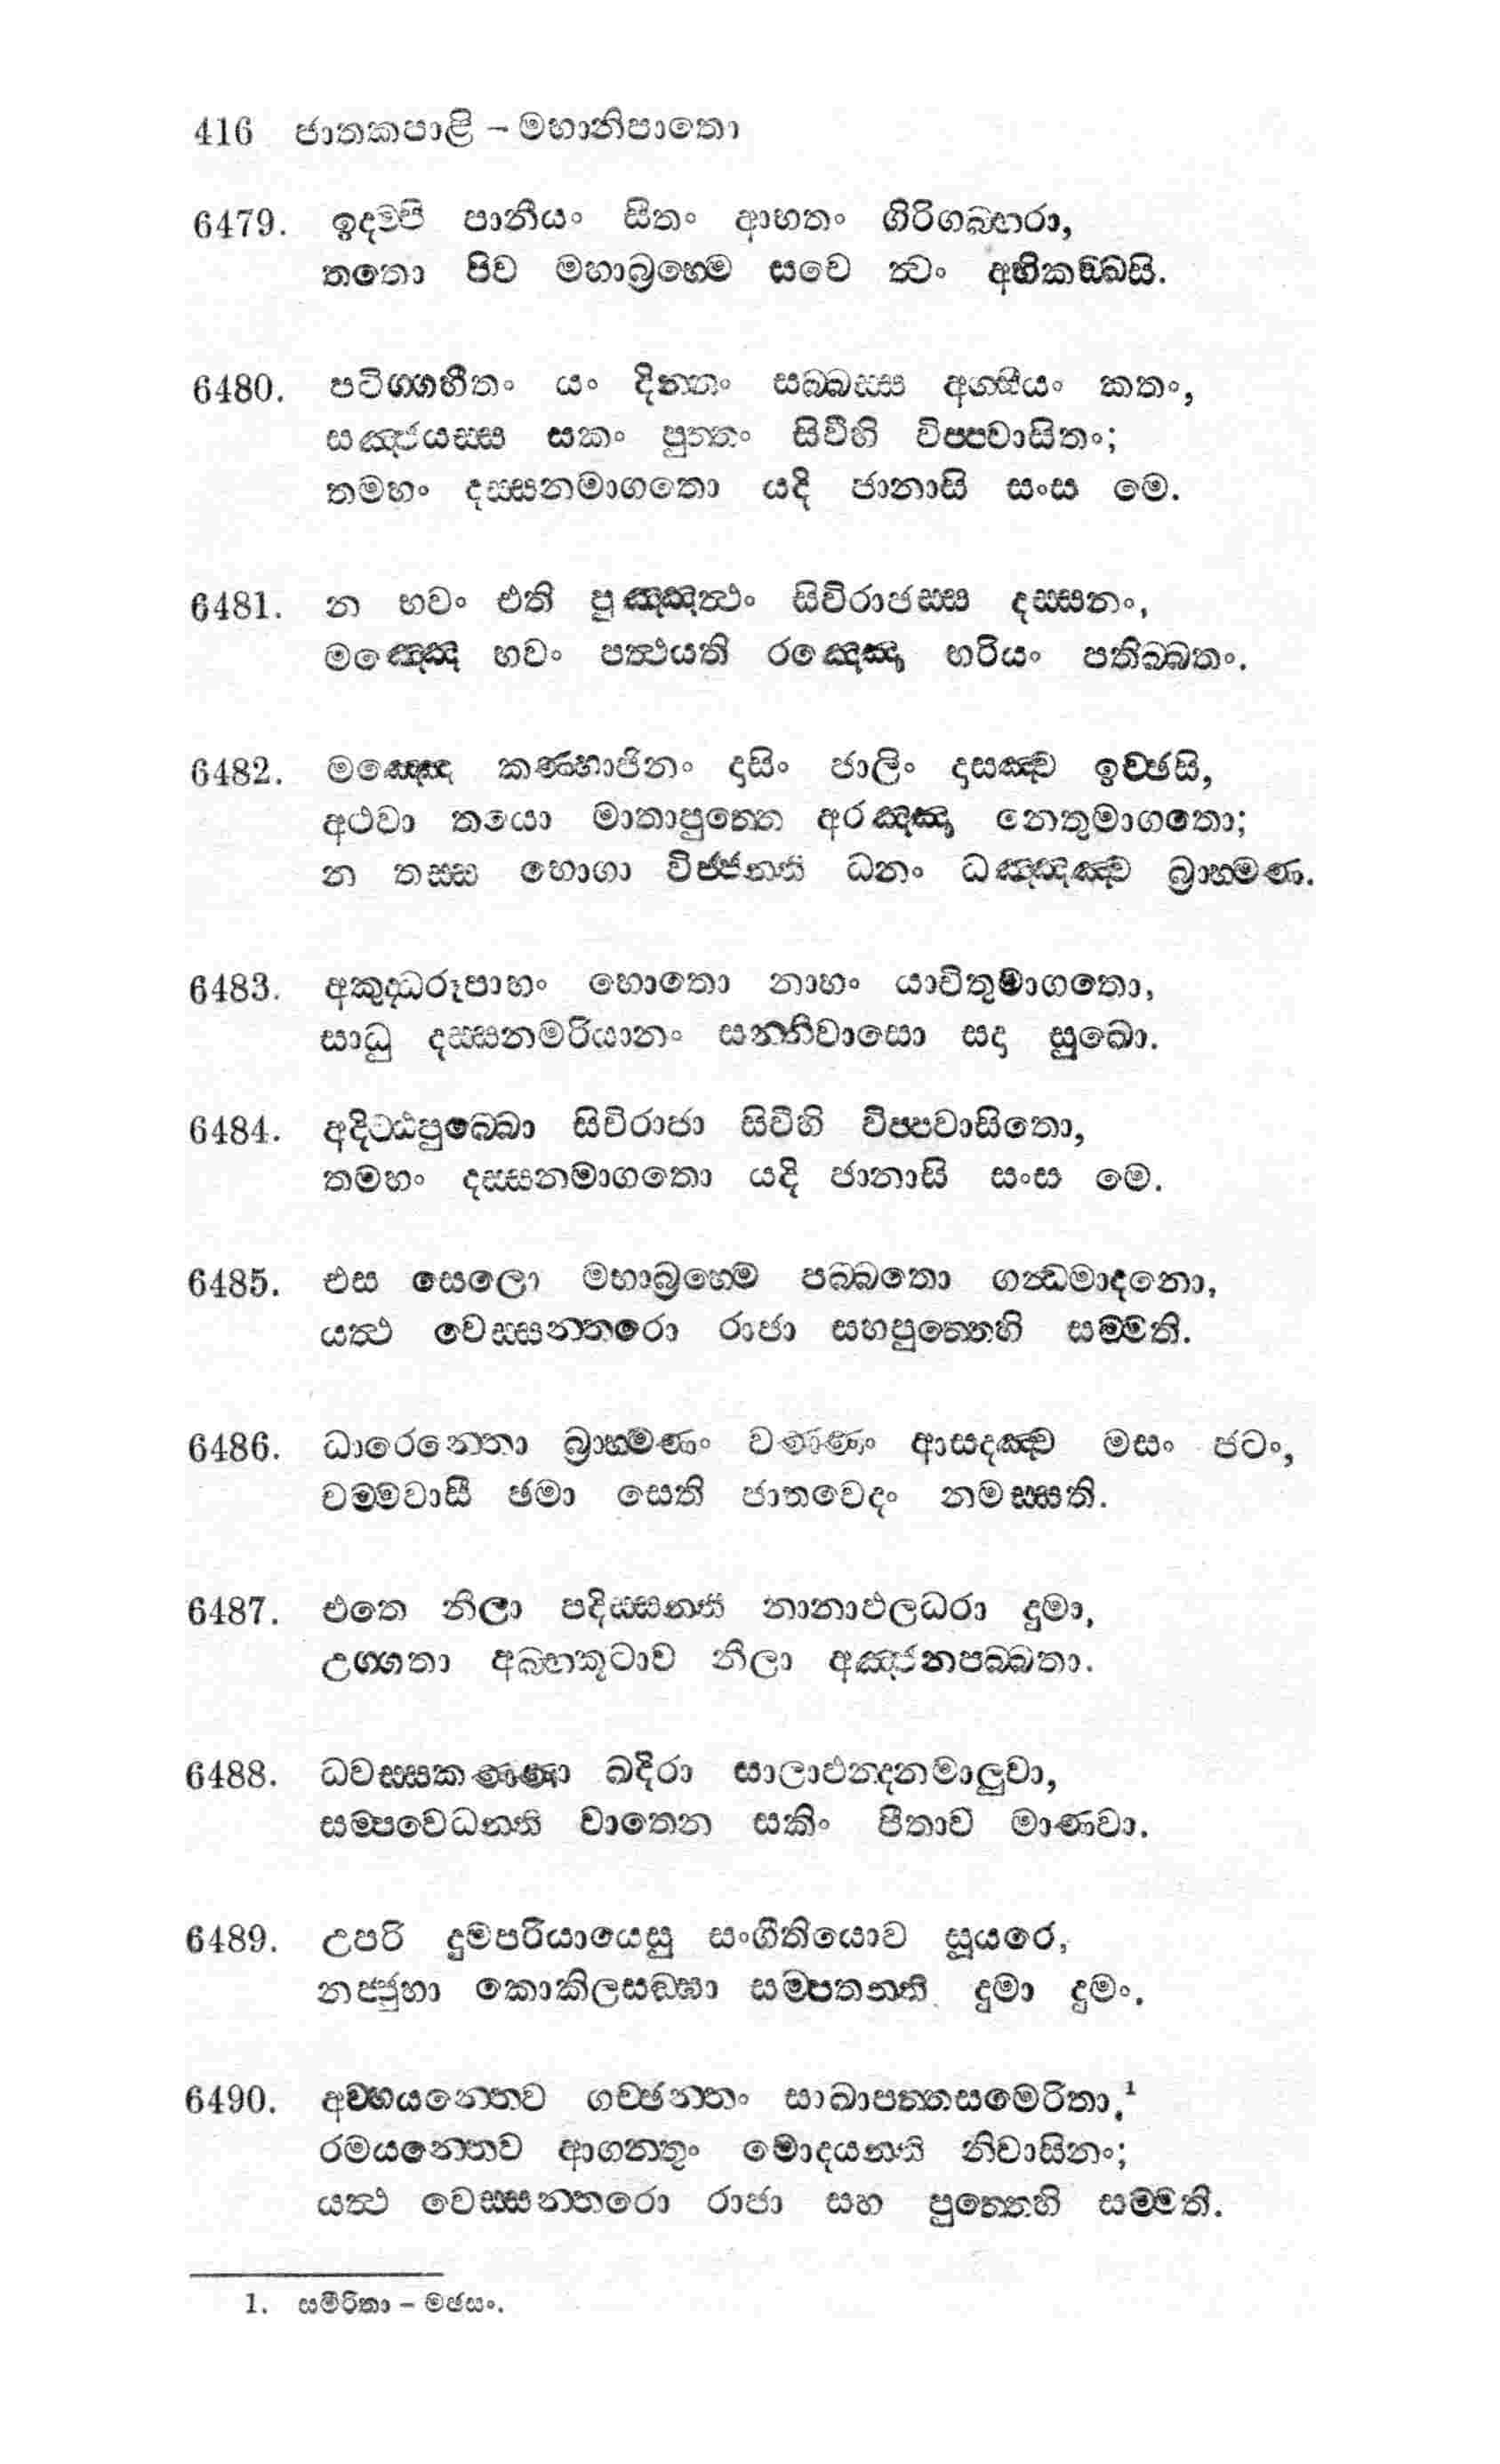 416 ජාතකපාළි – මහානිපාතො
6479. ඉදම්පි පානීයං සිතං ආභතං ගිරිගබ්භරා,
තතො පිව මහාබ්‍රහ්මෙ සචෙ ත්වං අභිකඞ්ඛසි.
6480. පටිග්ගහීතං යං දින්නං සබ්බස්ස අග්ඝියං කතං,
සඤ්ජයස්ස සකං පුත්තං සිවීහි විප්පවාසිතං;
තමහං දස්සනමාගතො යදි ජානාසි සංස මෙ.
6481. න භවං එති පුඤ්ඤත්ථං සිවිරාජස්ස දස්සනං,
මඤ්ඤෙ භවං පත්ථයති රඤ්ඤො භරියං පතිබ්බතං.
6482. මඤ්ඤෙ කණ්හාජිනං දාසිං ජාලිං දාසඤ්ච ඉච්ඡසි,
අථවා තයො මාතාපුත්තෙ අරඤ්ඤා නෙතුමාගතො;
න තස්ස භොගා විජ්ජන්ති ධනං ධඤ්ඤඤ්ච බ්‍රාහ්මණ.
6483. අකුද්ධරූපාහං භොතො නාහං යාචිතුමාගතො,
සාධු දස්සනමරියානං සන්නිවාසො සදා සුඛො.
6484. අදිට්ඨපුබ්බො සිවිරාජා සිවීහි විප්පවාසිතො,
තමහං දස්සනමාගතො යදි ජානාසි සංස මෙ.
6485. එස සෙලො මහාබ්‍රහ්මෙ පබ්බතො ගන්ධමාදනො,
යත්ථ වෙස්සන්තරො රාජා සහපුත්තෙහි සම්මති.
6486. ධාරෙන්තො බ්‍රාහ්මණං වණ්ණං ආසදඤ්ච මසං ජටං,
චම්මවාසී ඡමා සෙති ජාතවෙදං නමස්සති.
6487. එතෙ නීලා පදිස්සන්ති නානාඵලධරා දුමා,
උග්ගතා අබ්භකූටාව නීලා අඤ්ජනපබ්බතා.
6488. ධවස්සකණ්ණා ඛදිරා සාලාඵන්දනමාලුවා,
සම්පවෙධන්ති වාතෙන සකිං පීතාව මාණවා.
6489. උපරි දුමපරියායෙසු සංගීතියොව සූයරෙ,
නජ්ජුහා කොකිලසඞ්ඝා සම්පතන්ති දුමා දුමං.
6490. අව්හයන්තෙව ගච්ඡන්තං සාඛාපත්තසමෙරිතා,¹
රමයන්තෙව ආගන්තුං මොදයන්ති නිවාසිනං;
යත්ථ වෙස්සන්තරො රාජා සහ පුත්තෙහි සම්මති.
1. සමීරිතා – මඡසං.